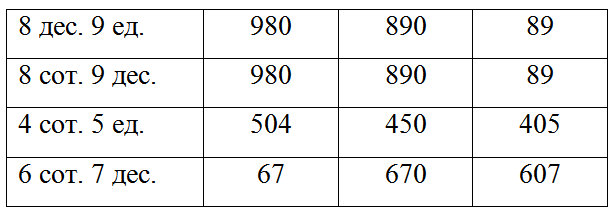 8 дес. 9 ед. 980 890 89
8 сот. 9 дес. 980 890 89
4 сот. 5 ед. 504 450 405
6 сот. 7 дес. 67 670 607